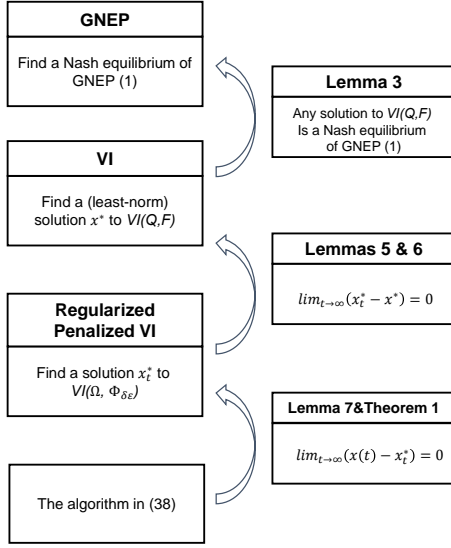 GNEP
Find a Nash equilibrium of
GNEP (1)
Lemma 3
Any solution to VI(Q,F)
Is a Nash equilibrium
of GNEP (1)
VI
Find a (least-norm)
solution x* to VI(Q,F)
Lemmas 5 & 6
lim_{t→∞}(x_t^* − x^*) = 0
Regularized
Penalized VI
Find a solution x_t^* to
VI(Ω, Φ_{δε})
Lemma 7&Theorem 1
lim_{t→∞}(x(t) − x_t^*) = 0
The algorithm in (38)